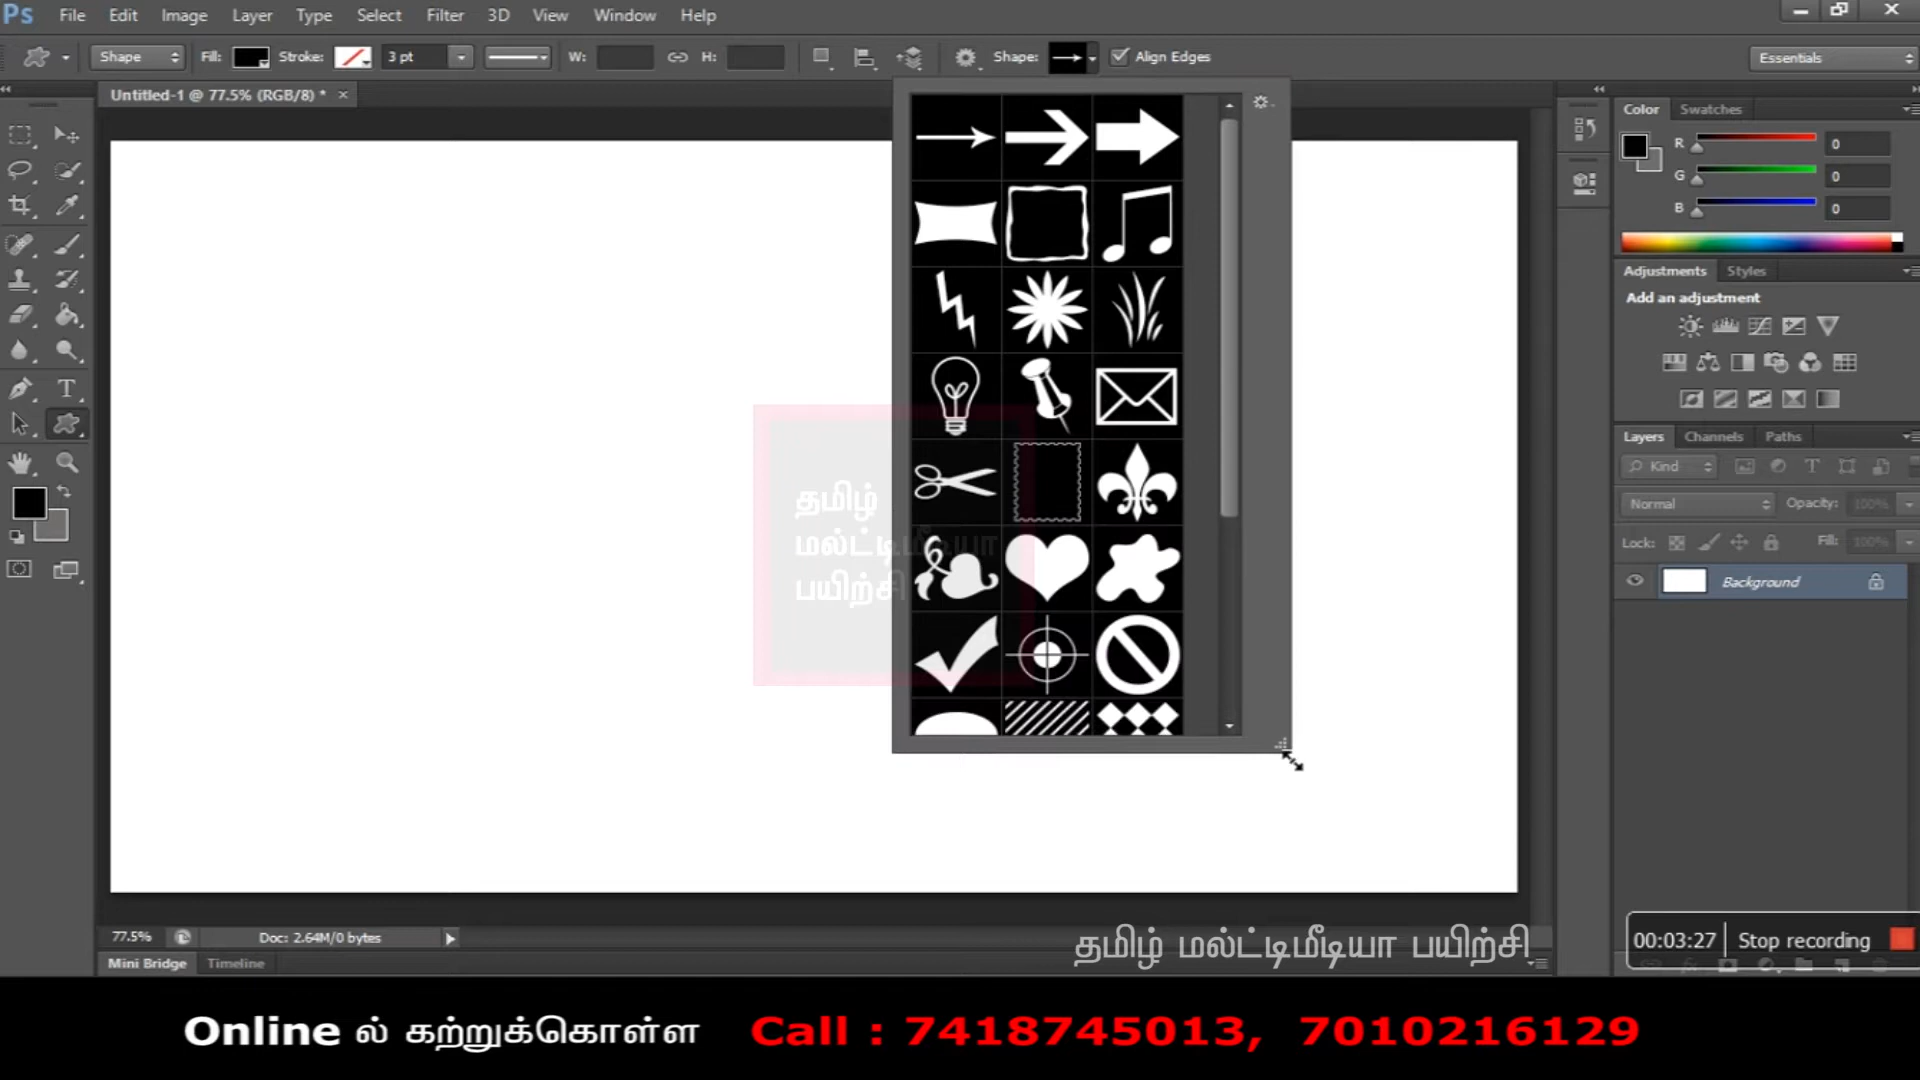 Ps File Edit Image Layer Type Select Filter 3D View Window Help
Shape Fill: Stroke: 3 pt W: H: Shape: Align Edges Essentials
Untitled-1 @ 77.5% (RGB/8) * ×
Color Swatches
R 0
G 0
B 0
Adjustments Styles
Add an adjustment
Layers Channels Paths
Kind
Normal Opacity: 100%
Lock: Fill: 100%
Background
தமிழ்
மல்ட்டிமீடியா
பயிற்சி
77.5% Doc: 2.64M/0 bytes
தமிழ் மல்ட்டிமீடியா பயிற்சி
00:03:27 Stop recording
Mini Bridge Timeline
Online ல் கற்றுக்கொள்ள Call : 7418745013, 7010216129